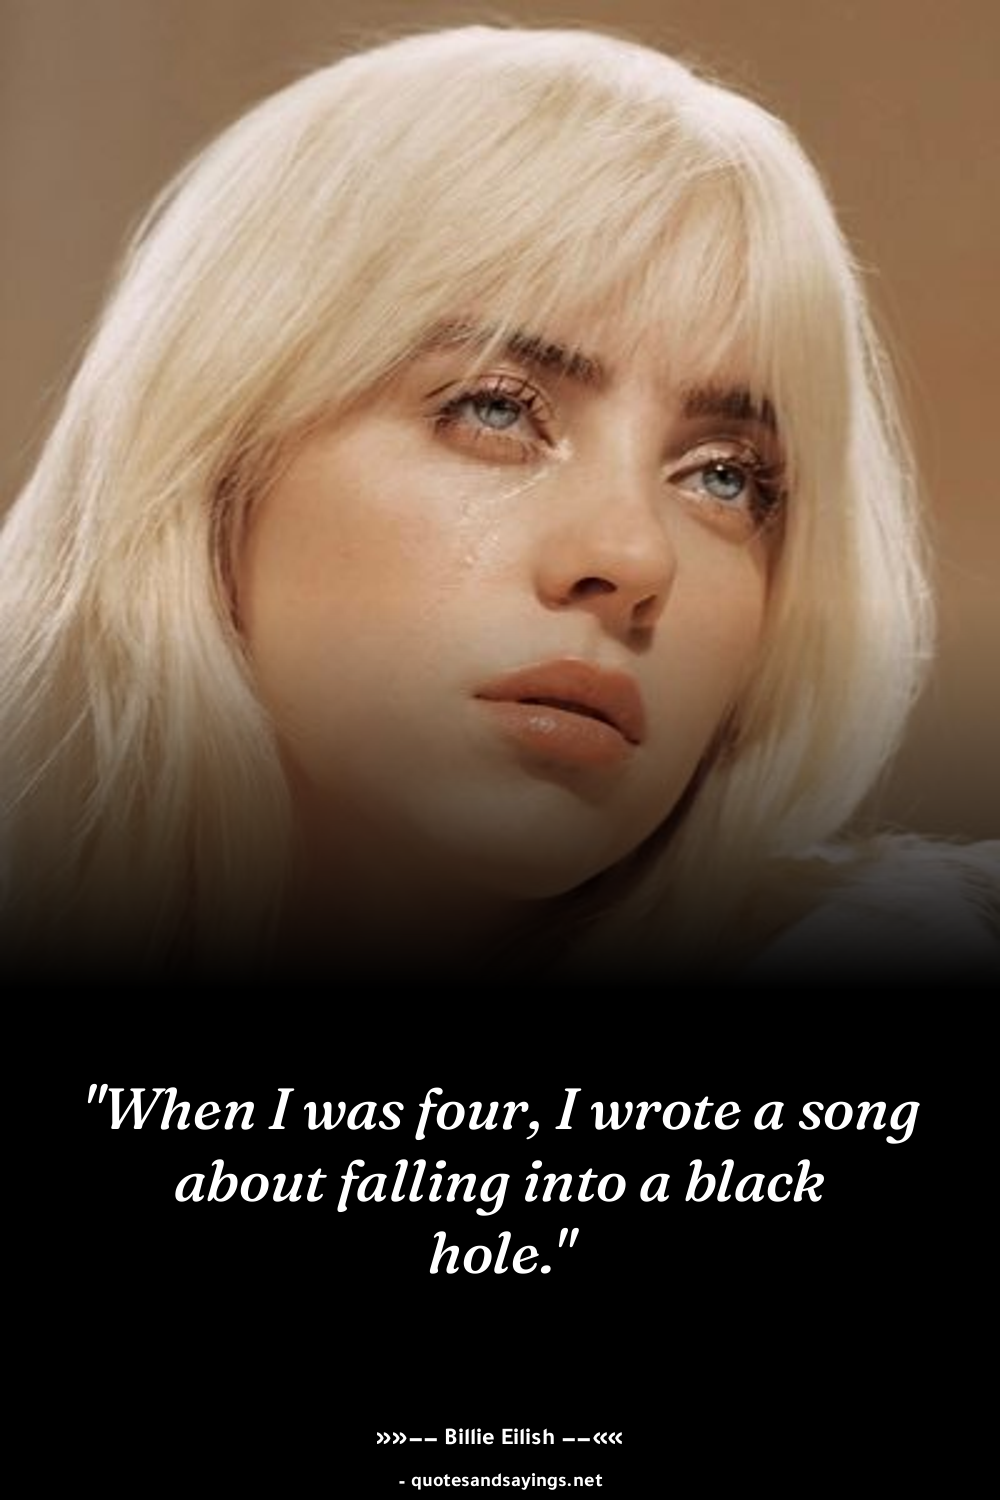 "When I was four, I wrote a song
about falling into a black
hole."
»»—— Billie Eilish ——««
- quotesandsayings.net